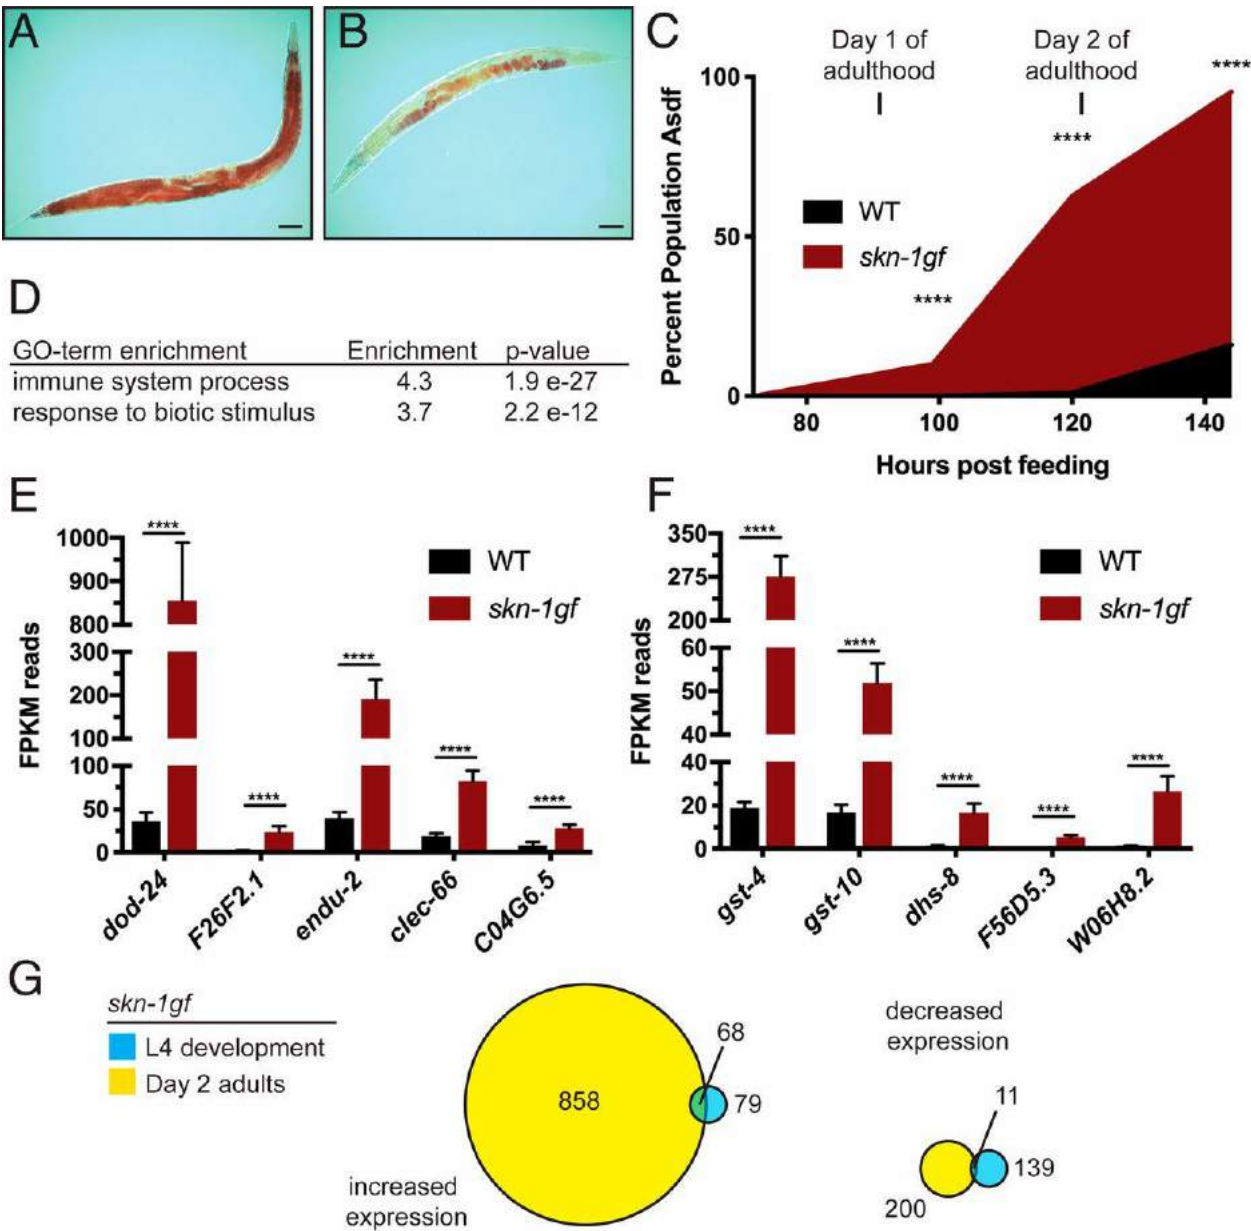 A
B
C
Day 1 of
adulthood
Day 2 of
adulthood
****
****
****
100
50
0
Percent Population Asdf
WT
skn-1gf
80
100
120
140
Hours post feeding
D
GO-term enrichment Enrichment p-value
immune system process 4.3 1.9 e-27
response to biotic stimulus 3.7 2.2 e-12
E
FPKM reads
1000
900
800
300
200
100
100
50
0
****
****
****
****
****
WT
skn-1gf
dod-24
F26F2.1
endu-2
clec-66
C04G6.5
F
FPKM reads
350
275
200
60
50
40
40
20
0
****
****
****
****
****
WT
skn-1gf
gst-4
gst-10
dhs-8
F56D5.3
W06H8.2
G
skn-1gf
L4 development
Day 2 adults
858
68
79
increased
expression
decreased
expression
11
139
200